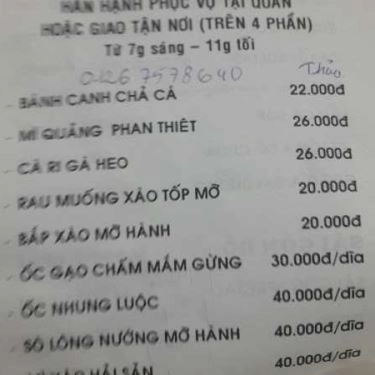 HÂN HẠNH PHỤC VỤ TẠI QUÁN
HOẶC GIAO TẬN NƠI (TRÊN 4 PHẦN)
Từ 7g sáng – 11g tối
01267578640 Thảo
- BÁNH CANH CHẢ CÁ 22.000đ
- MÌ QUẢNG PHAN THIẾT 26.000đ
- CÀ RI GÀ HEO 26.000đ
- RAU MUỐNG XÀO TỐP MỠ 20.000đ
- BẮP XÀO MỠ HÀNH 20.000đ
- ỐC GẠO CHẤM MẮM GỪNG 30.000đ/dĩa
- ỐC NHUNG LUỘC 40.000đ/dĩa
- SÒ LÔNG NƯỚNG MỠ HÀNH 40.000đ/dĩa
XÀO HẢI SẢN 40.000đ/dĩa